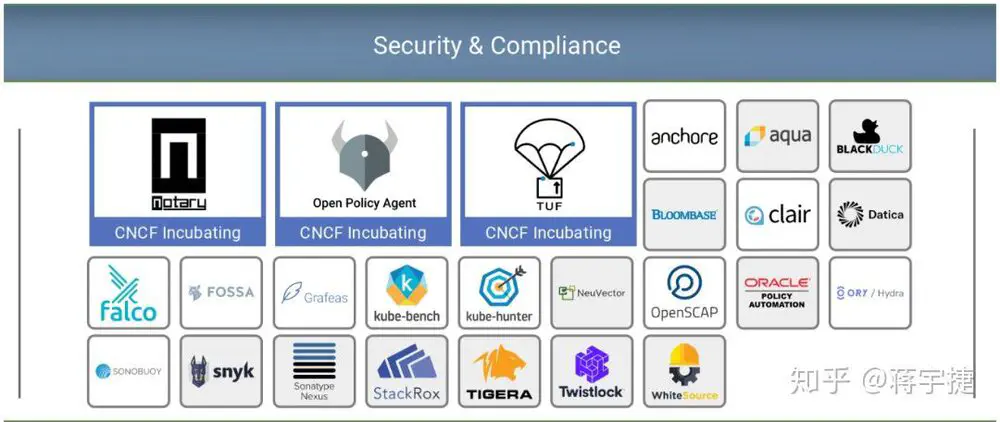 Security & Compliance
notary
CNCF Incubating
Open Policy Agent
CNCF Incubating
TUF
CNCF Incubating
anchore
aqua
BLACKDUCK
BLOOMBASE
clair
Datica
falco
FOSSA
Grafeas
kube-bench
kube-hunter
NeuVector
OpenSCAP
ORACLE
POLICY
AUTOMATION
ORY / Hydra
SONOBUOY
snyk
Sonatype
Nexus
StackRox
TIGERA
Twistlock
WhiteSource
知乎 @蒋宇捷